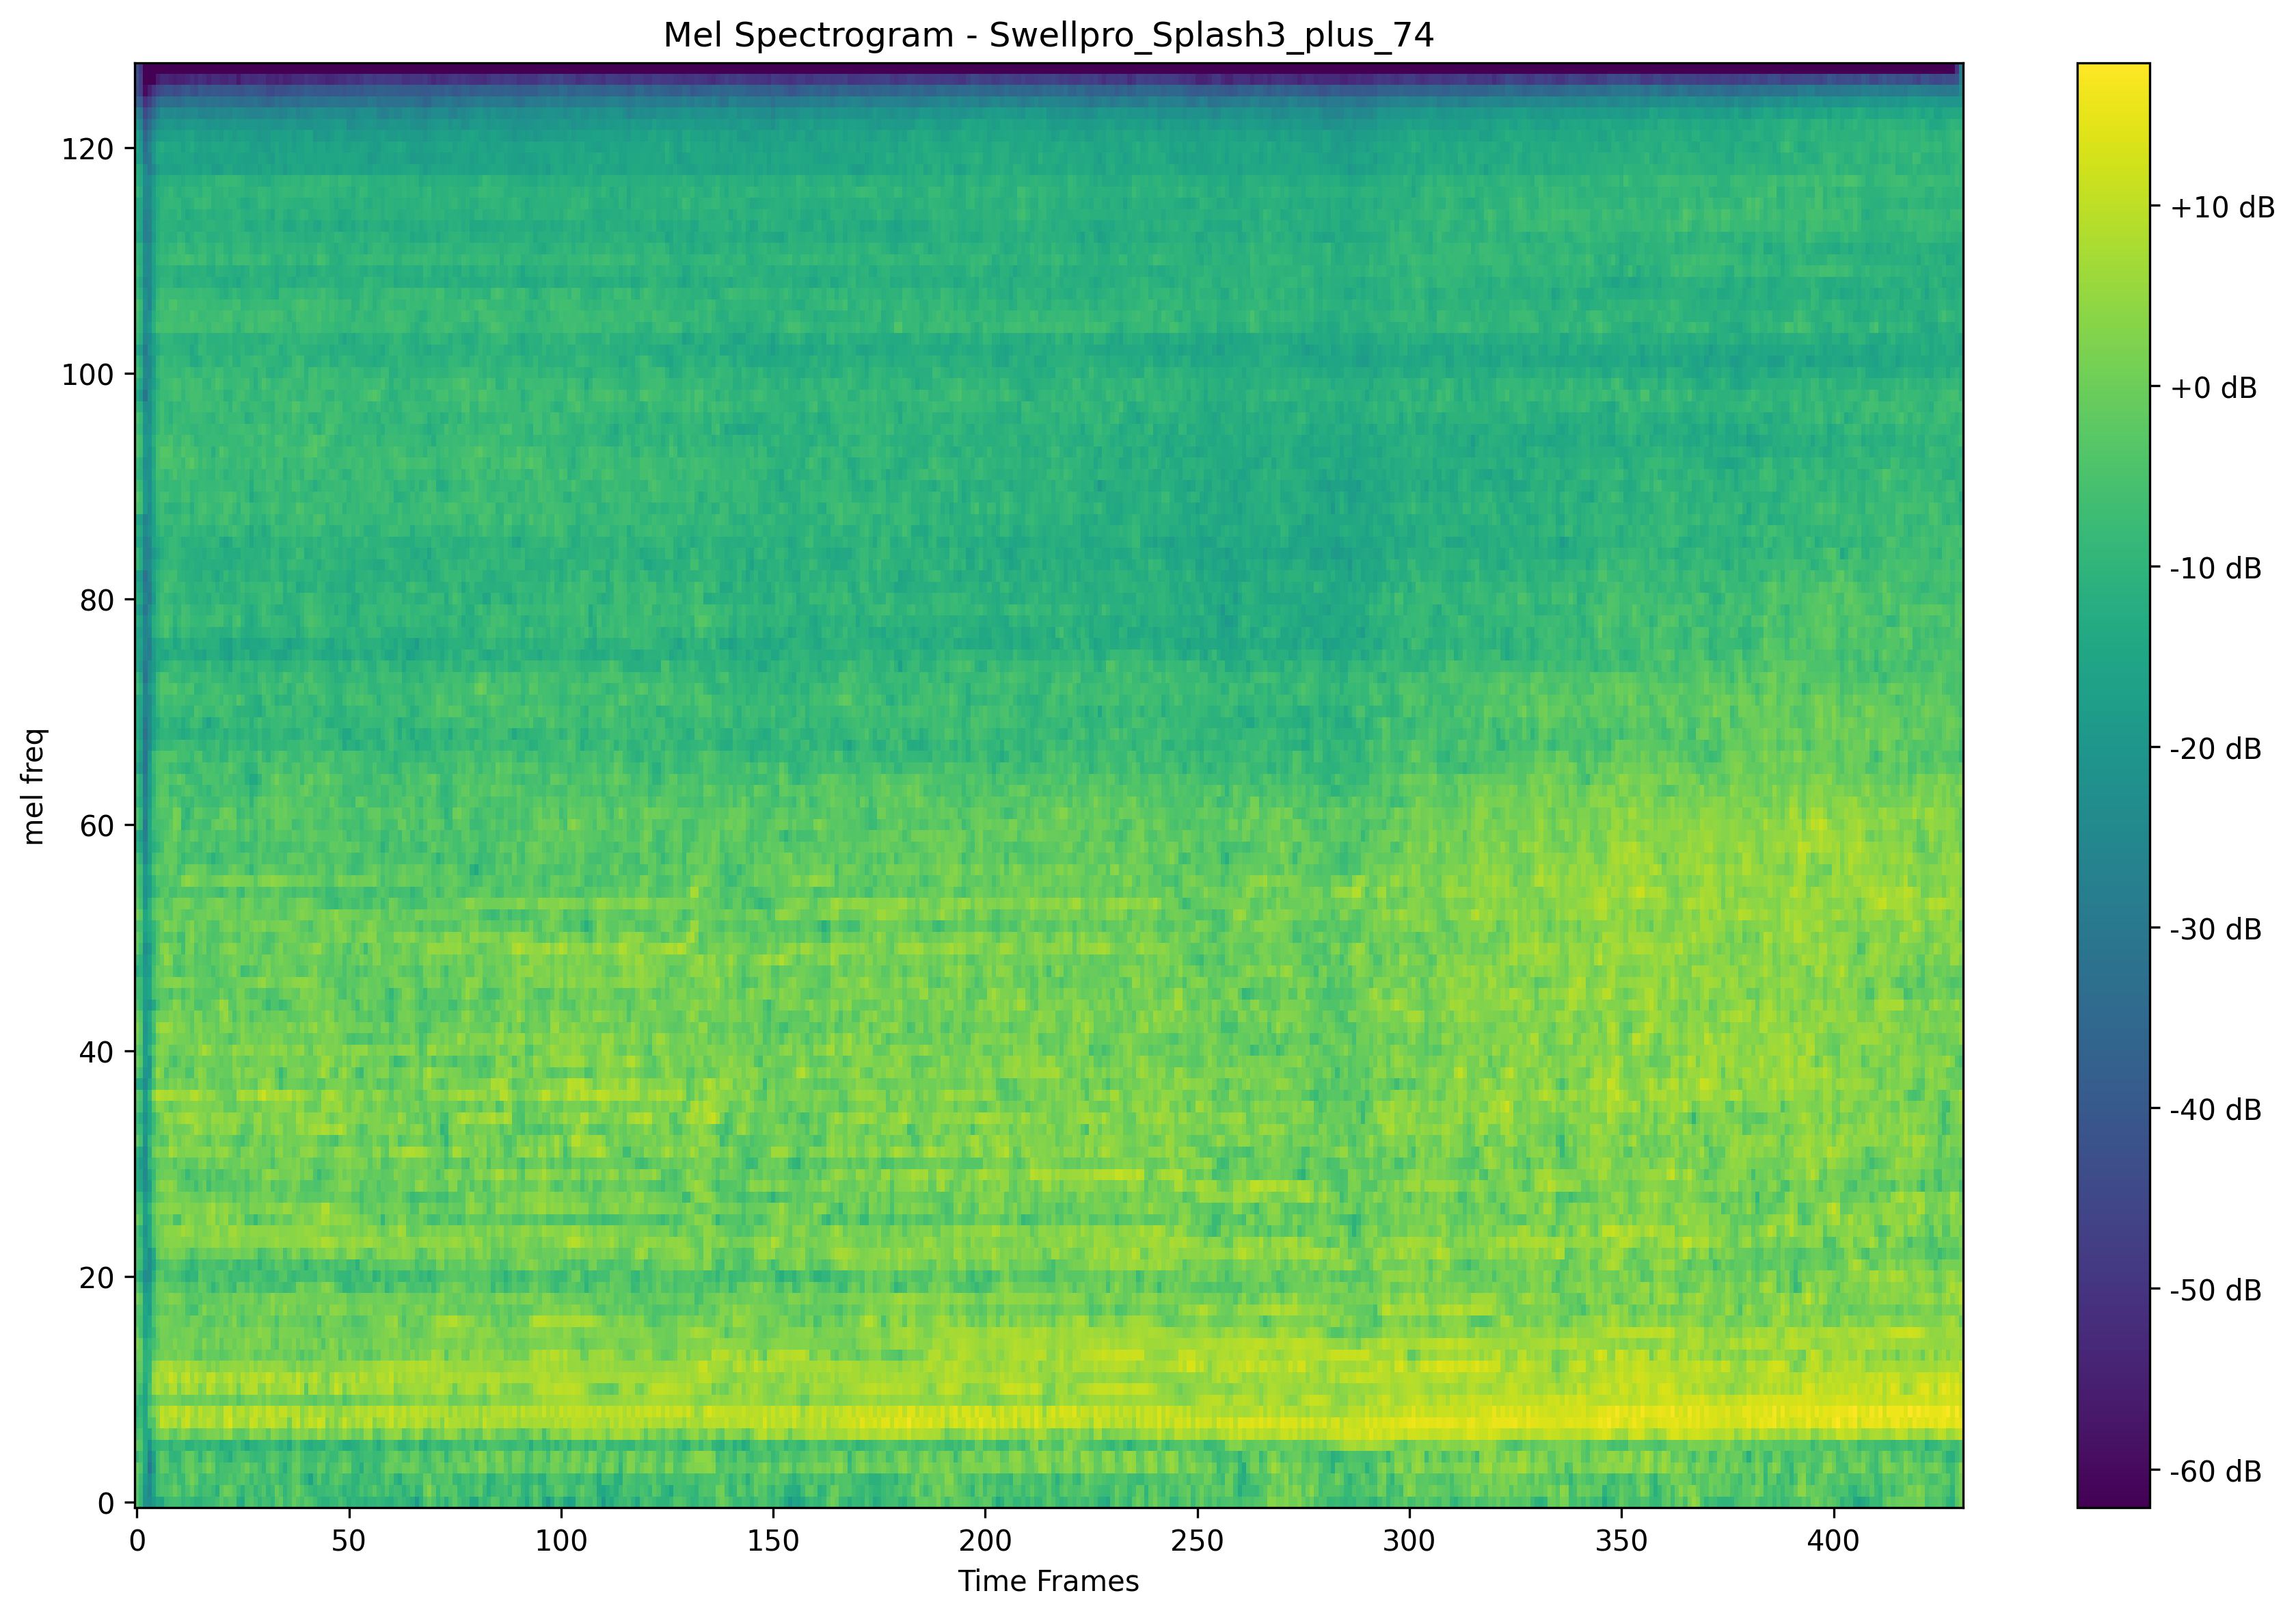 Mel Spectrogram - Swellpro_Splash3_plus_74
mel freq
120
100
80
60
40
20
0
0 50 100 150 200 250 300 350 400
Time Frames
+10 dB
+0 dB
-10 dB
-20 dB
-30 dB
-40 dB
-50 dB
-60 dB